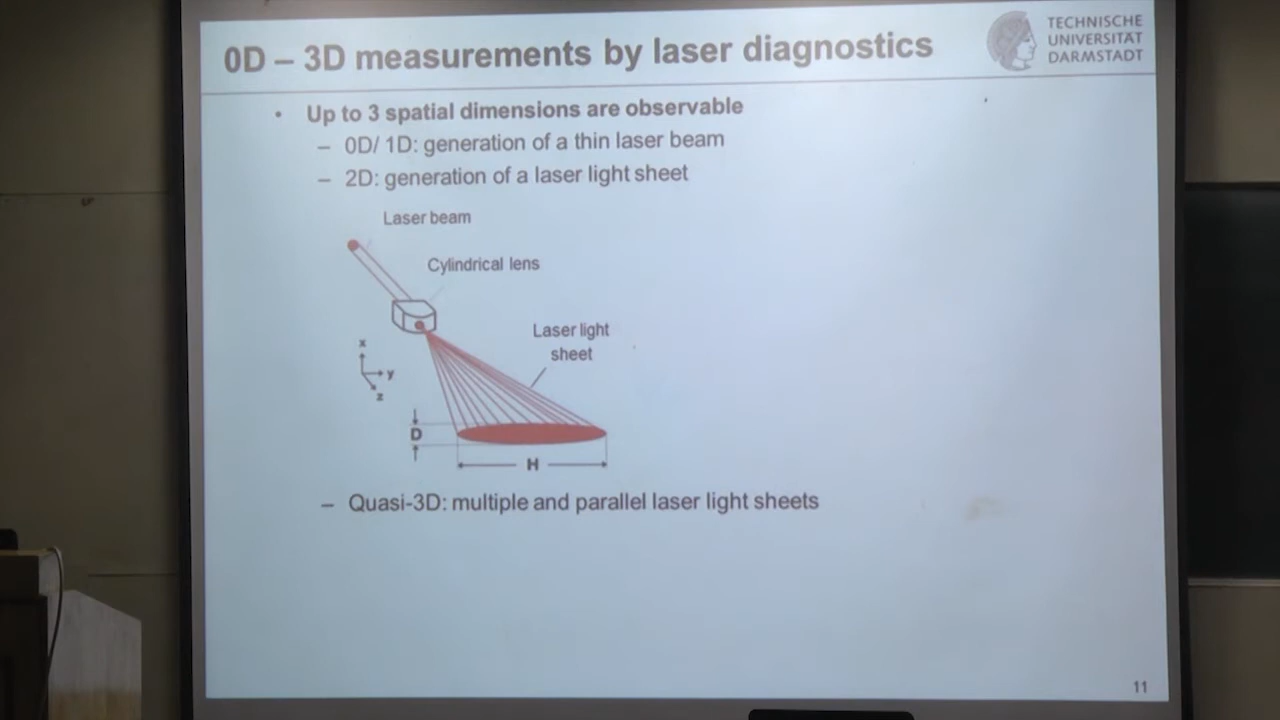 0D – 3D measurements by laser diagnostics
TECHNISCHE
UNIVERSITÄT
DARMSTADT
• Up to 3 spatial dimensions are observable
– 0D/ 1D: generation of a thin laser beam
– 2D: generation of a laser light sheet
Laser beam
Cylindrical lens
Laser light
sheet
x
y
z
D
H
– Quasi-3D: multiple and parallel laser light sheets
11